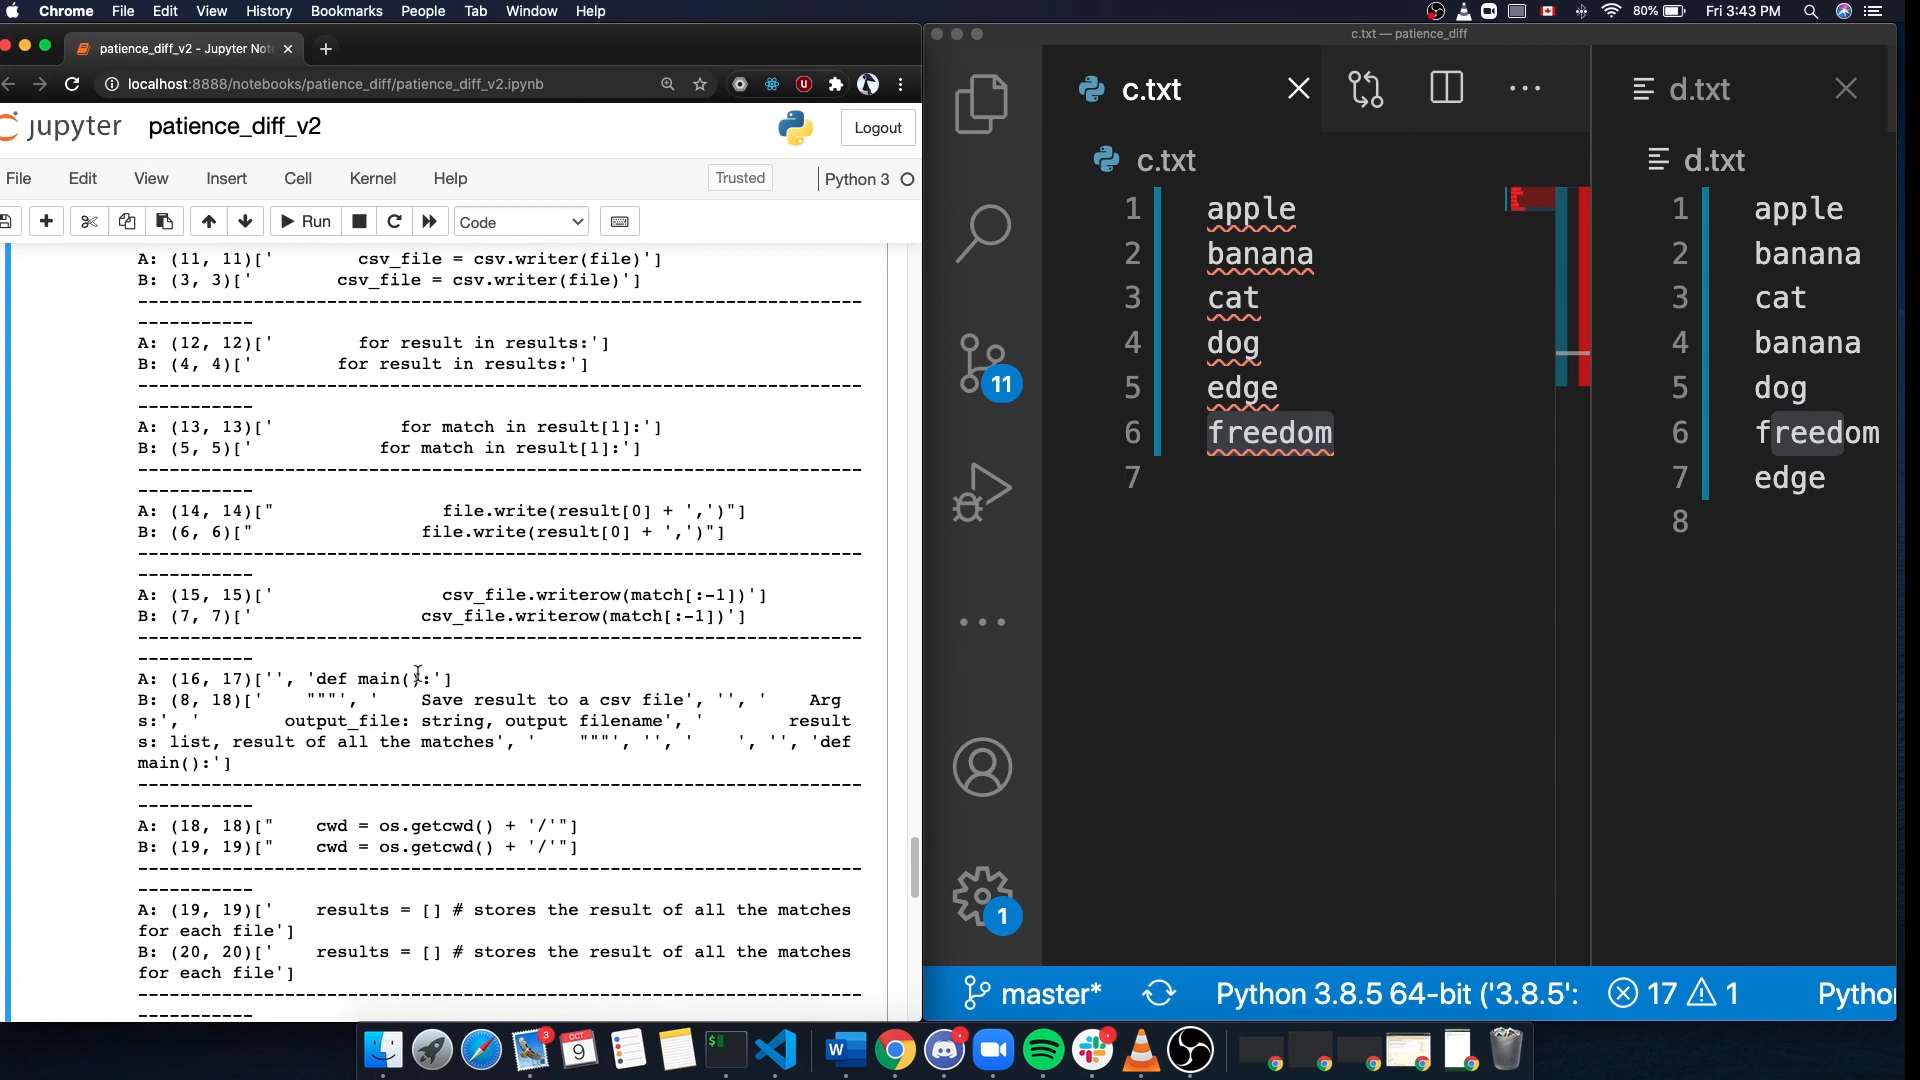 Chrome File Edit View History Bookmarks People Tab Window Help 80% Fri 3:43 PM
patience_diff_v2 - Jupyter Not
localhost:8888/notebooks/patience_diff/patience_diff_v2.ipynb
jupyter patience_diff_v2 Logout
File Edit View Insert Cell Kernel Help Trusted Python 3
Run Code
A: (11, 11)['        csv_file = csv.writer(file)']
B: (3, 3)['        csv_file = csv.writer(file)']
----------------------------------------------------------------------
-----------
A: (12, 12)['        for result in results:']
B: (4, 4)['        for result in results:']
----------------------------------------------------------------------
-----------
A: (13, 13)['            for match in result[1]:']
B: (5, 5)['            for match in result[1]:']
----------------------------------------------------------------------
-----------
A: (14, 14)["                file.write(result[0] + ',')"]
B: (6, 6)["                file.write(result[0] + ',')"]
----------------------------------------------------------------------
-----------
A: (15, 15)['                csv_file.writerow(match[:-1])']
B: (7, 7)['                csv_file.writerow(match[:-1])']
----------------------------------------------------------------------
-----------
A: (16, 17)['', 'def main():']
B: (8, 18)['    """', '    Save result to a csv file', '', '    Arg
s:', '        output_file: string, output filename', '        result
s: list, result of all the matches', '    """', '', '    ', '', 'def
main():']
----------------------------------------------------------------------
-----------
A: (18, 18)["    cwd = os.getcwd() + '/'"]
B: (19, 19)["    cwd = os.getcwd() + '/'"]
----------------------------------------------------------------------
-----------
A: (19, 19)['    results = [] # stores the result of all the matches
for each file']
B: (20, 20)['    results = [] # stores the result of all the matches
for each file']
----------------------------------------------------------------------
-----------
c.txt — patience_diff
c.txt
c.txt
1 apple
2 banana
3 cat
4 dog
5 edge
6 freedom
7
d.txt
d.txt
1 apple
2 banana
3 cat
4 banana
5 dog
6 freedom
7 edge
8
11
1
master* Python 3.8.5 64-bit ('3.8.5': 17 1 Pytho
3
OCT
9
$
W